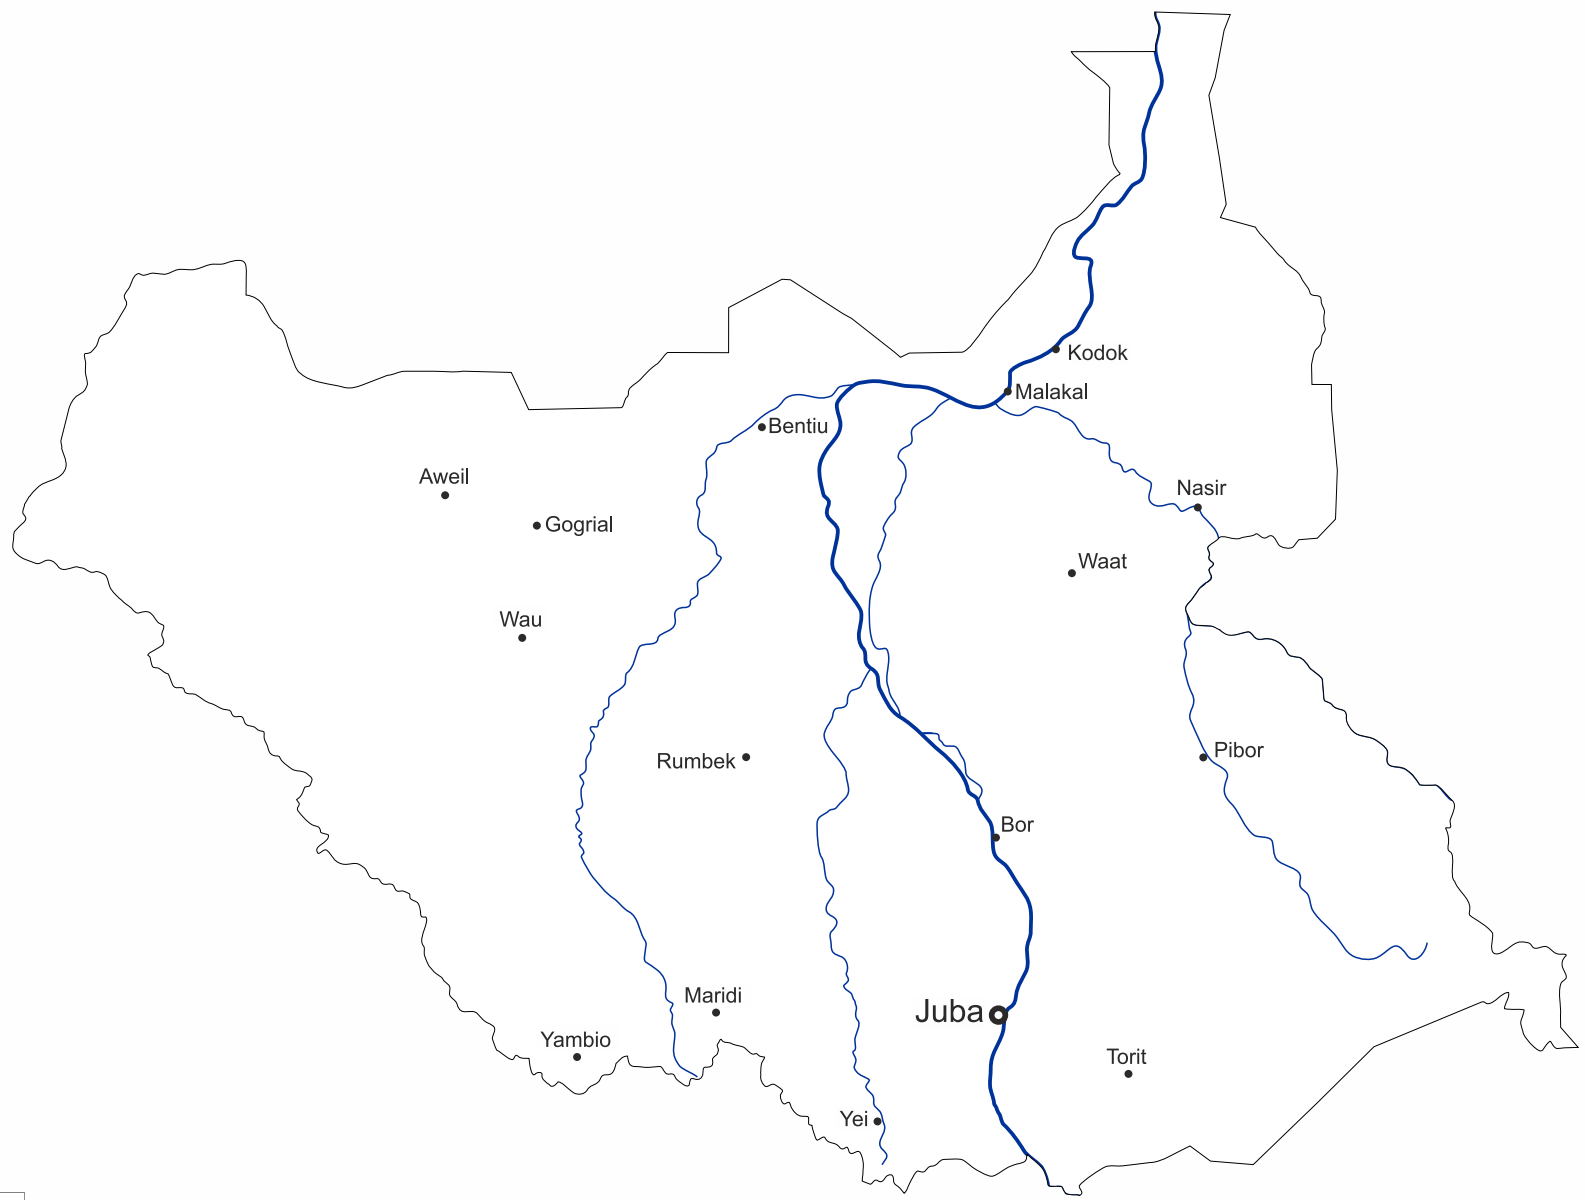 Kodok
Malakal
Bentiu
Aweil
Nasir
Gogrial
Waat
Wau
Pibor
Rumbek
Bor
Maridi
Juba
Yambio
Torit
Yei